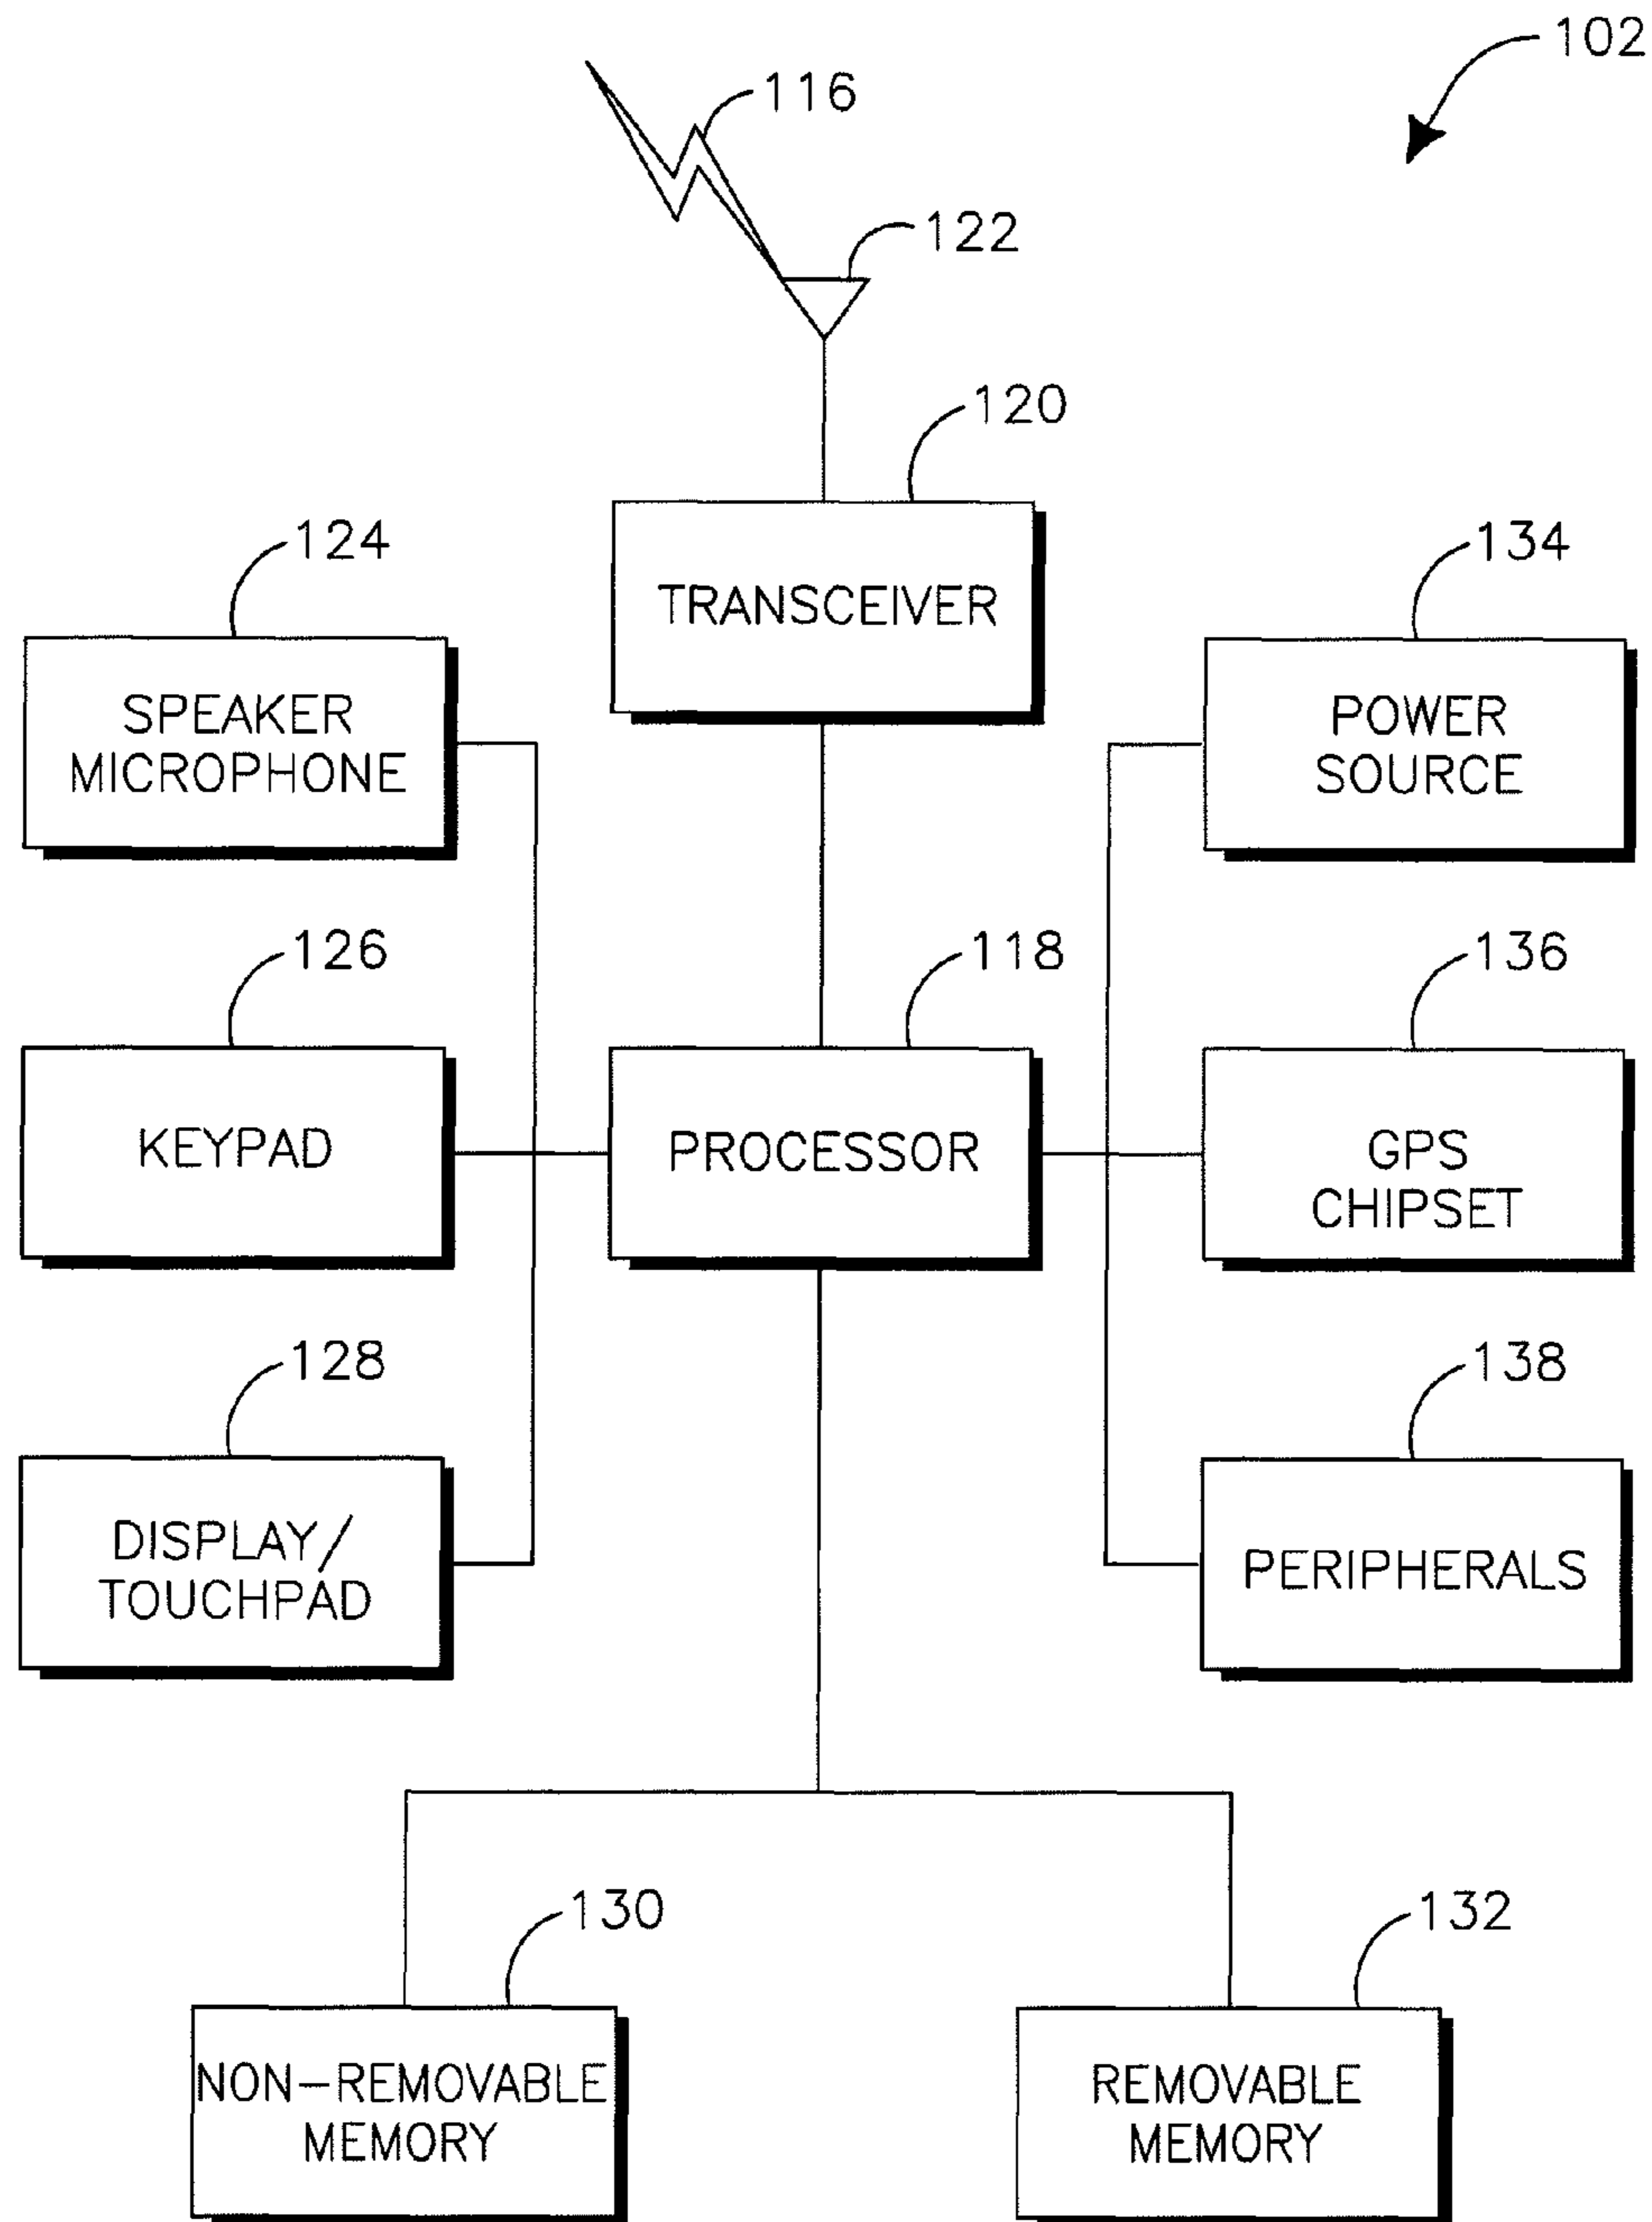 102
116
122
120
TRANSCEIVER
124
SPEAKER
MICROPHONE
134
POWER
SOURCE
126
KEYPAD
118
PROCESSOR
136
GPS
CHIPSET
128
DISPLAY/
TOUCHPAD
138
PERIPHERALS
130
NON-REMOVABLE
MEMORY
132
REMOVABLE
MEMORY